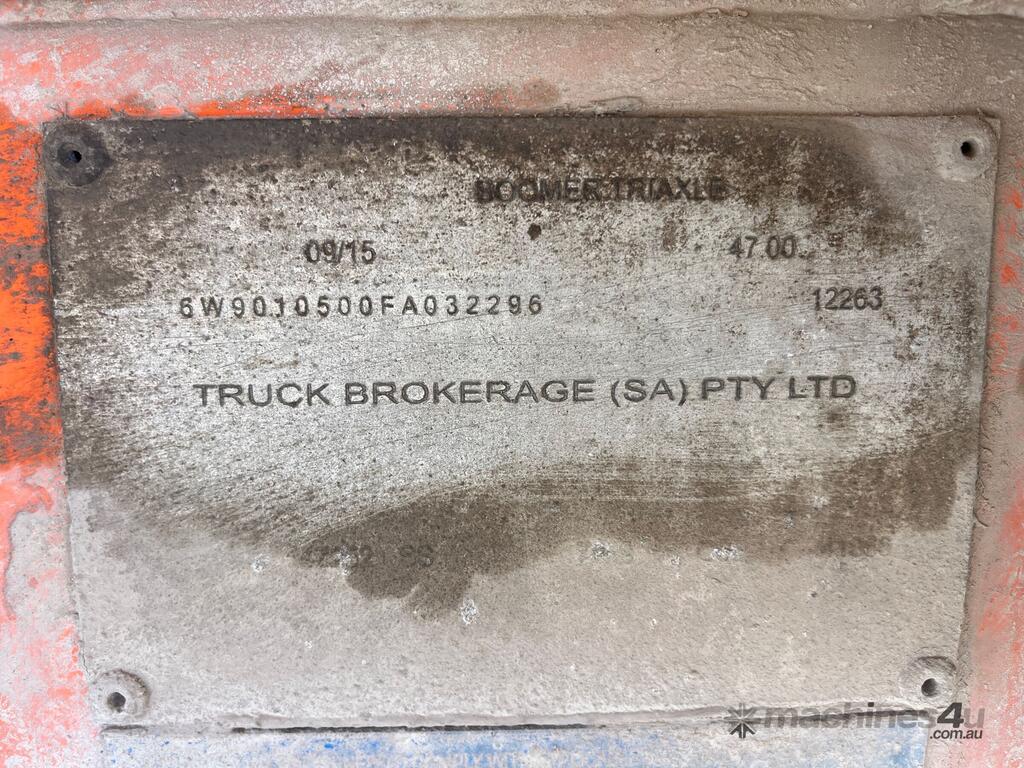 BOOMER TRIAXLE
09/15 47 00
6W9010500FA032296 12263
TRUCK BROKERAGE (SA) PTY LTD
machines4u
.com.au